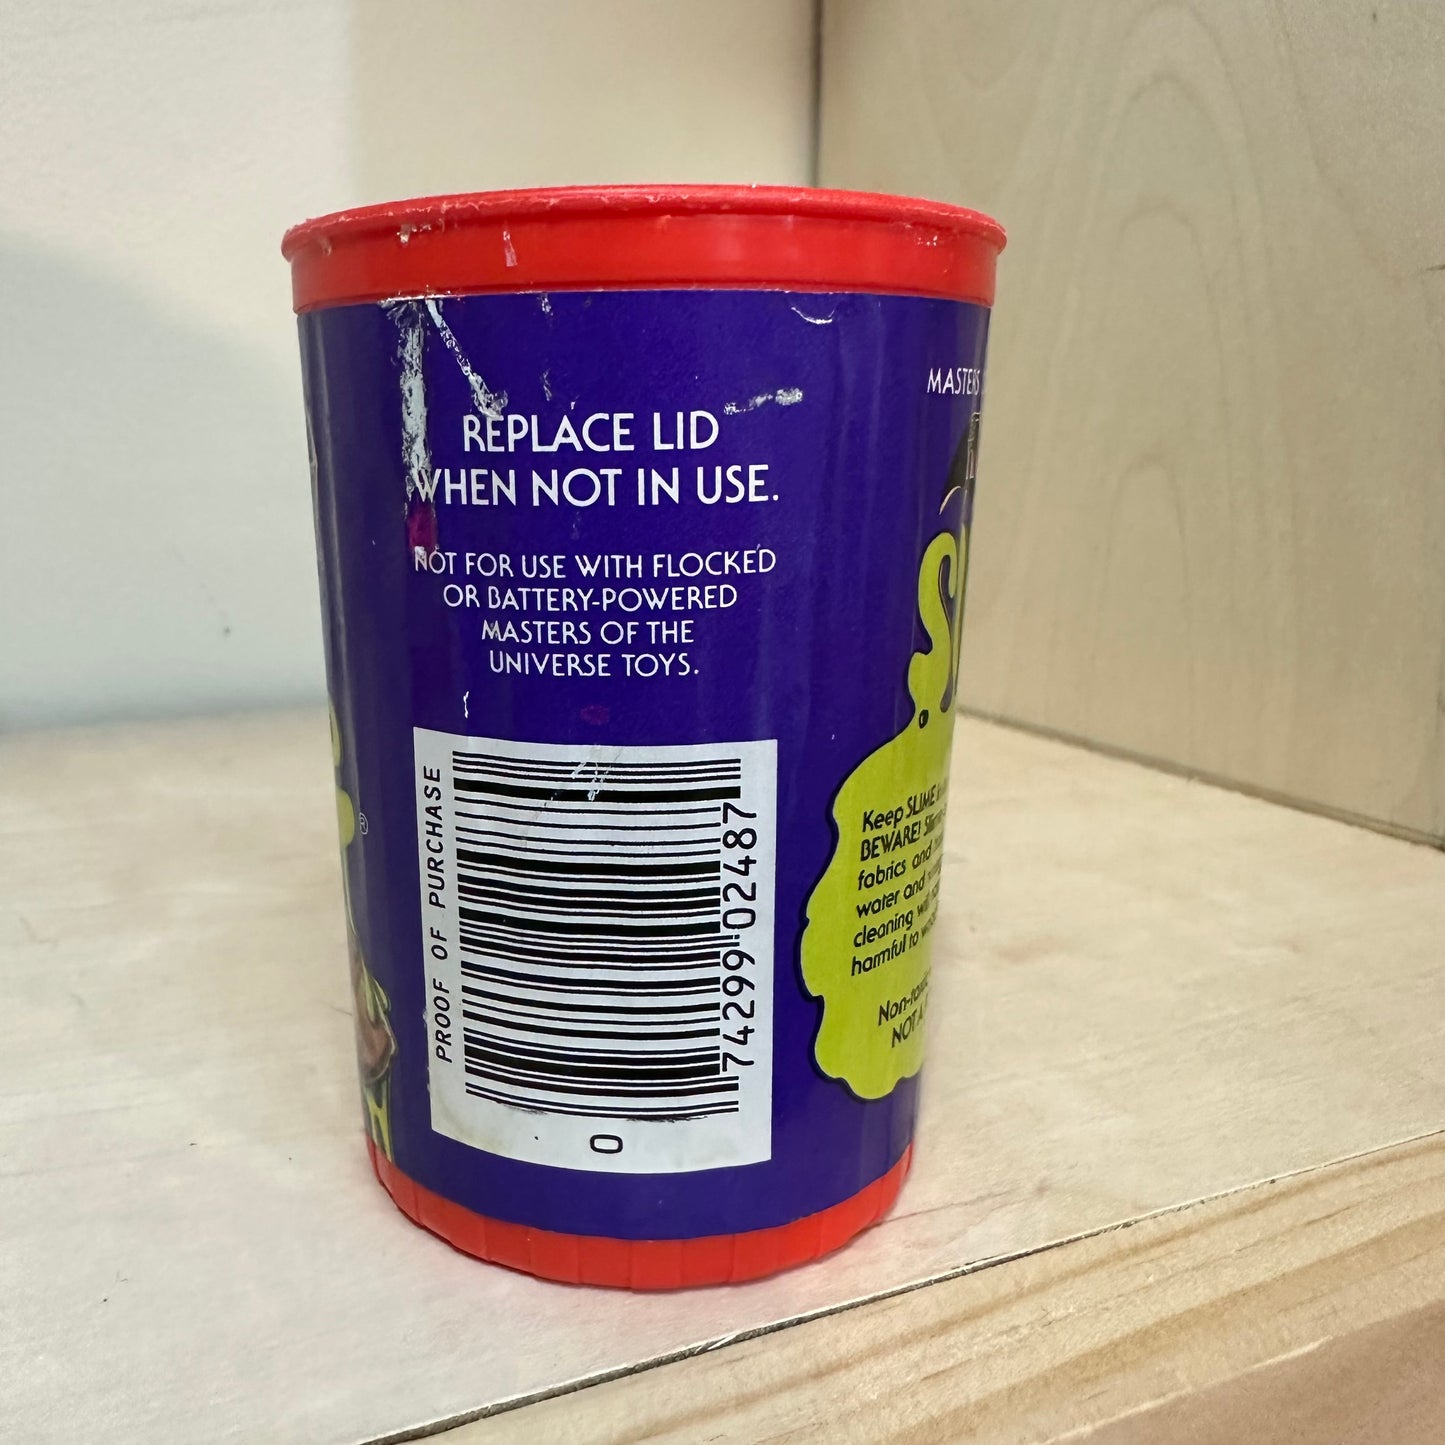 REPLACE LID
WHEN NOT IN USE.
NOT FOR USE WITH FLOCKED
OR BATTERY-POWERED
MASTERS OF THE
UNIVERSE TOYS.
PROOF OF PURCHASE
74299 02487
0
®
MASTERS
Keep SLIME
BEWARE!
fabrics and
water and
cleaning
harmful to
NOT A